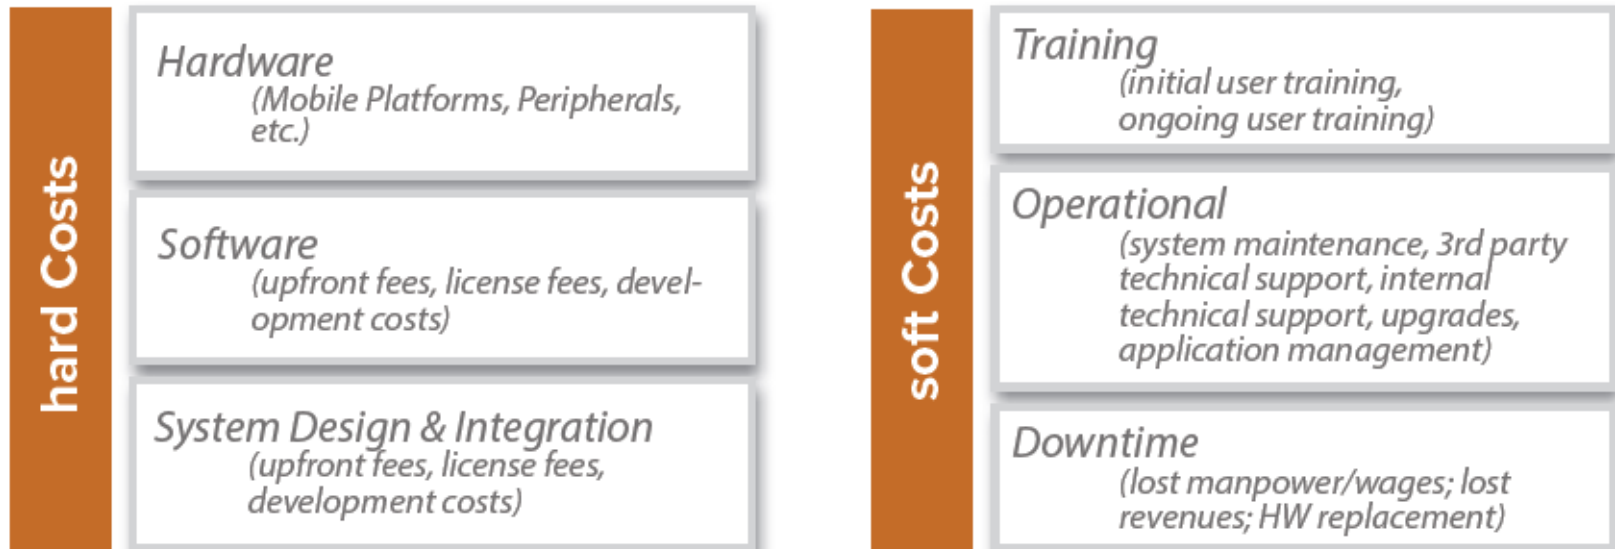 hard Costs
Hardware
(Mobile Platforms, Peripherals,
etc.)
Software
(upfront fees, license fees, devel-
opment costs)
System Design & Integration
(upfront fees, license fees,
development costs)
soft Costs
Training
(initial user training,
ongoing user training)
Operational
(system maintenance, 3rd party
technical support, internal
technical support, upgrades,
application management)
Downtime
(lost manpower/wages; lost
revenues; HW replacement)